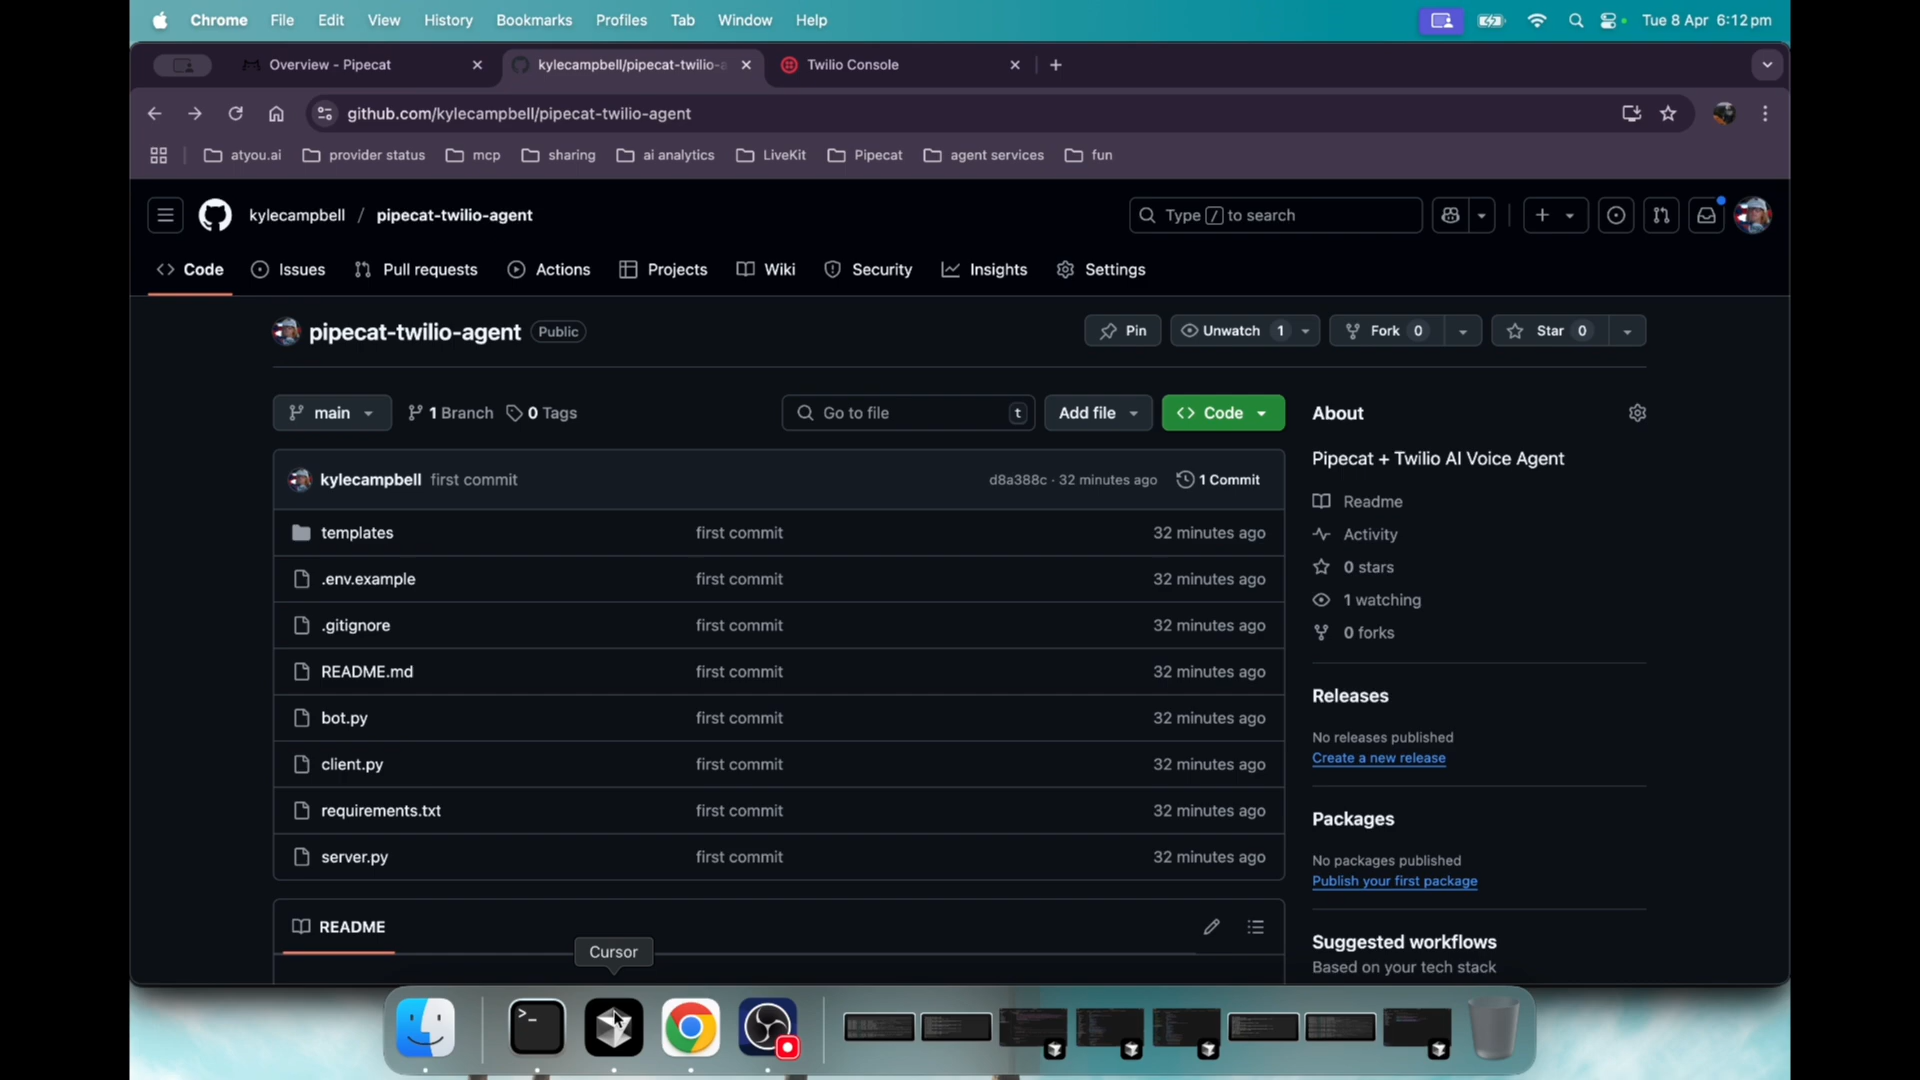 Chrome File Edit View History Bookmarks Profiles Tab Window Help Tue 8 Apr 6:12 pm
Overview - Pipecat kylecampbell/pipecat-twilio-a Twilio Console
github.com/kylecampbell/pipecat-twilio-agent
atyou.ai provider status mcp sharing ai analytics LiveKit Pipecat agent services fun
kylecampbell / pipecat-twilio-agent Type / to search
Code Issues Pull requests Actions Projects Wiki Security Insights Settings
pipecat-twilio-agent Public Pin Unwatch 1 Fork 0 Star 0
main 1 Branch 0 Tags Go to file t Add file Code
kylecampbell first commit d8a388c · 32 minutes ago 1 Commit
templates first commit 32 minutes ago
.env.example first commit 32 minutes ago
.gitignore first commit 32 minutes ago
README.md first commit 32 minutes ago
bot.py first commit 32 minutes ago
client.py first commit 32 minutes ago
requirements.txt first commit 32 minutes ago
server.py first commit 32 minutes ago
README
About
Pipecat + Twilio AI Voice Agent
Readme
Activity
0 stars
1 watching
0 forks
Releases
No releases published
Create a new release
Packages
No packages published
Publish your first package
Suggested workflows
Based on your tech stack
Cursor